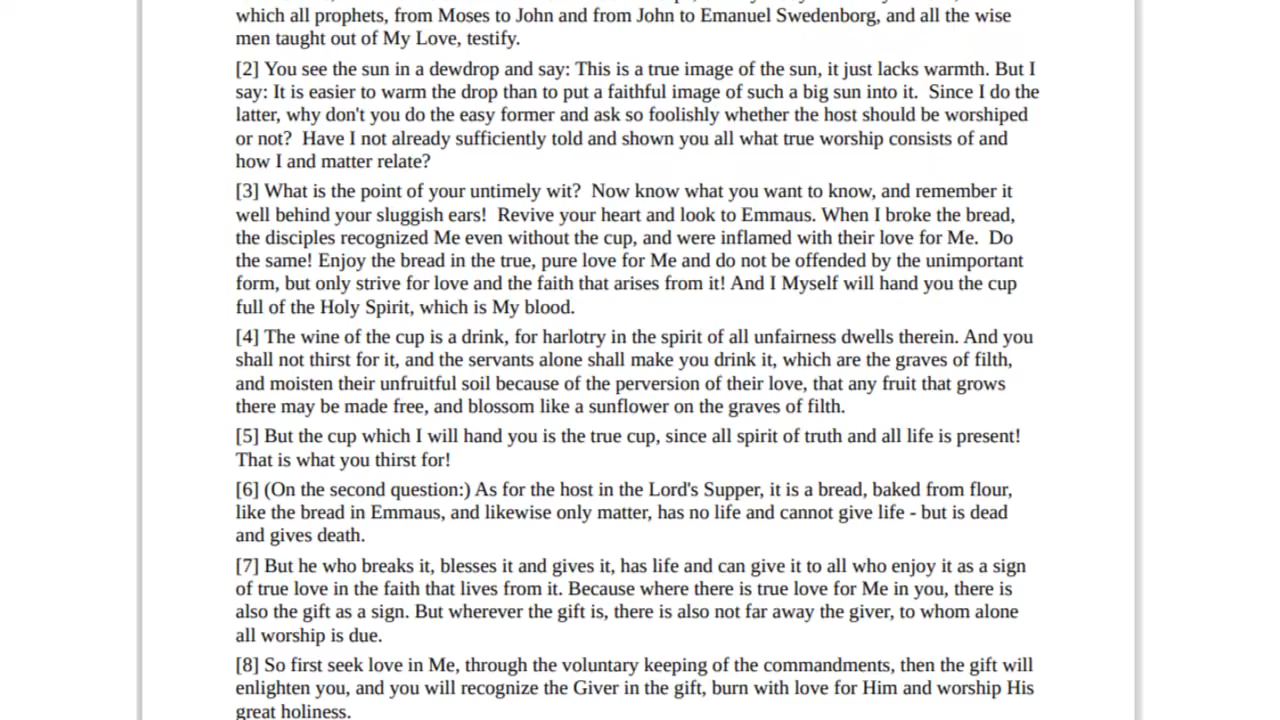 which all prophets, from Moses to John and from John to Emanuel Swedenborg, and all the wise
men taught out of My Love, testify.
[2] You see the sun in a dewdrop and say: This is a true image of the sun, it just lacks warmth. But I
say: It is easier to warm the drop than to put a faithful image of such a big sun into it.  Since I do the
latter, why don't you do the easy former and ask so foolishly whether the host should be worshiped
or not?  Have I not already sufficiently told and shown you all what true worship consists of and
how I and matter relate?
[3] What is the point of your untimely wit?  Now know what you want to know, and remember it
well behind your sluggish ears!  Revive your heart and look to Emmaus. When I broke the bread,
the disciples recognized Me even without the cup, and were inflamed with their love for Me.  Do
the same! Enjoy the bread in the true, pure love for Me and do not be offended by the unimportant
form, but only strive for love and the faith that arises from it! And I Myself will hand you the cup
full of the Holy Spirit, which is My blood.
[4] The wine of the cup is a drink, for harlotry in the spirit of all unfairness dwells therein. And you
shall not thirst for it, and the servants alone shall make you drink it, which are the graves of filth,
and moisten their unfruitful soil because of the perversion of their love, that any fruit that grows
there may be made free, and blossom like a sunflower on the graves of filth.
[5] But the cup which I will hand you is the true cup, since all spirit of truth and all life is present!
That is what you thirst for!
[6] (On the second question:) As for the host in the Lord's Supper, it is a bread, baked from flour,
like the bread in Emmaus, and likewise only matter, has no life and cannot give life - but is dead
and gives death.
[7] But he who breaks it, blesses it and gives it, has life and can give it to all who enjoy it as a sign
of true love in the faith that lives from it. Because where there is true love for Me in you, there is
also the gift as a sign. But wherever the gift is, there is also not far away the giver, to whom alone
all worship is due.
[8] So first seek love in Me, through the voluntary keeping of the commandments, then the gift will
enlighten you, and you will recognize the Giver in the gift, burn with love for Him and worship His
great holiness.